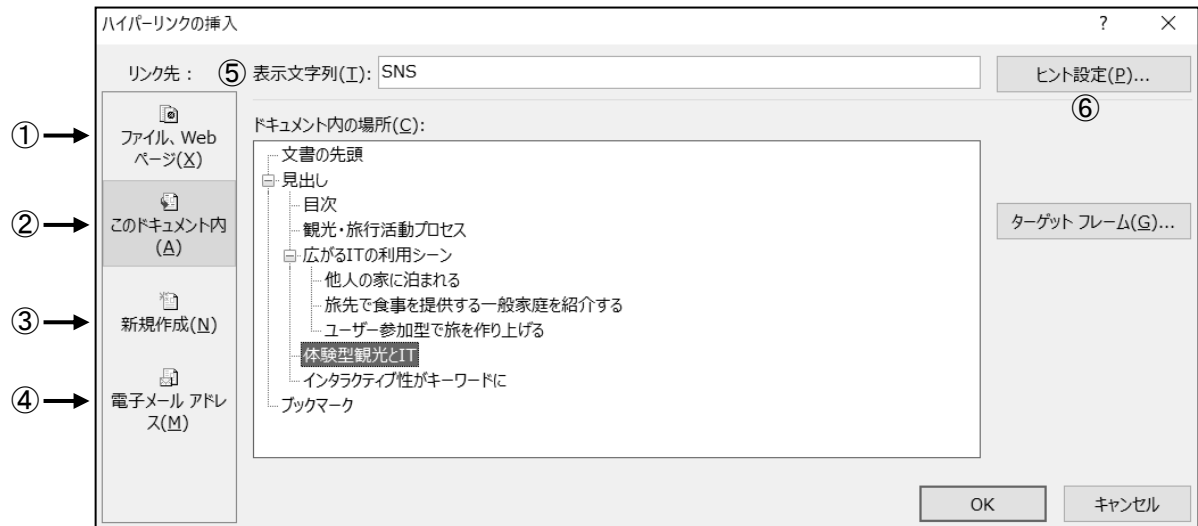 ハイパーリンクの挿入 ? ×
リンク先： ⑤ 表示文字列(T): SNS ヒント設定(P)...
⑥
① ファイル、Web
ページ(X)
② このドキュメント内
(A)
③ 新規作成(N)
④ 電子メール アドレ
ス(M)
ドキュメント内の場所(C):
文書の先頭
見出し
目次
観光・旅行活動プロセス
広がるITの利用シーン
他人の家に泊まれる
旅先で食事を提供する一般家庭を紹介する
ユーザー参加型で旅を作り上げる
体験型観光とIT
インタラクティブ性がキーワードに
ブックマーク
ターゲット フレーム(G)...
OK キャンセル